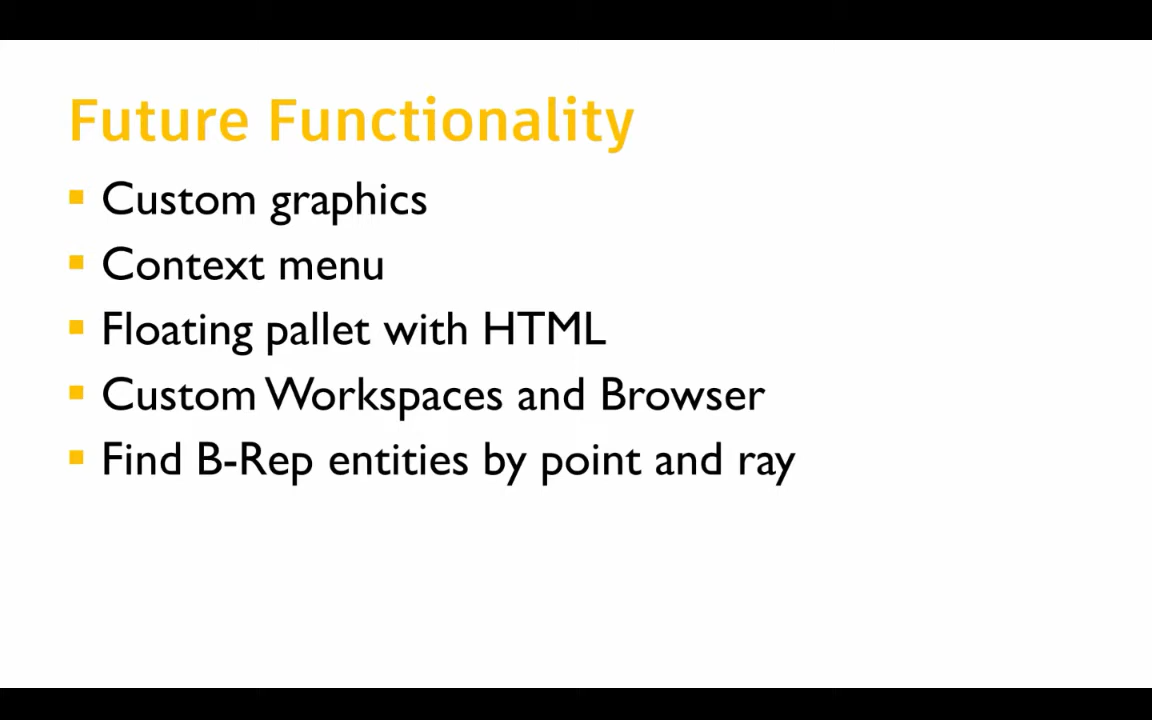 Future Functionality
Custom graphics
Context menu
Floating pallet with HTML
Custom Workspaces and Browser
Find B-Rep entities by point and ray